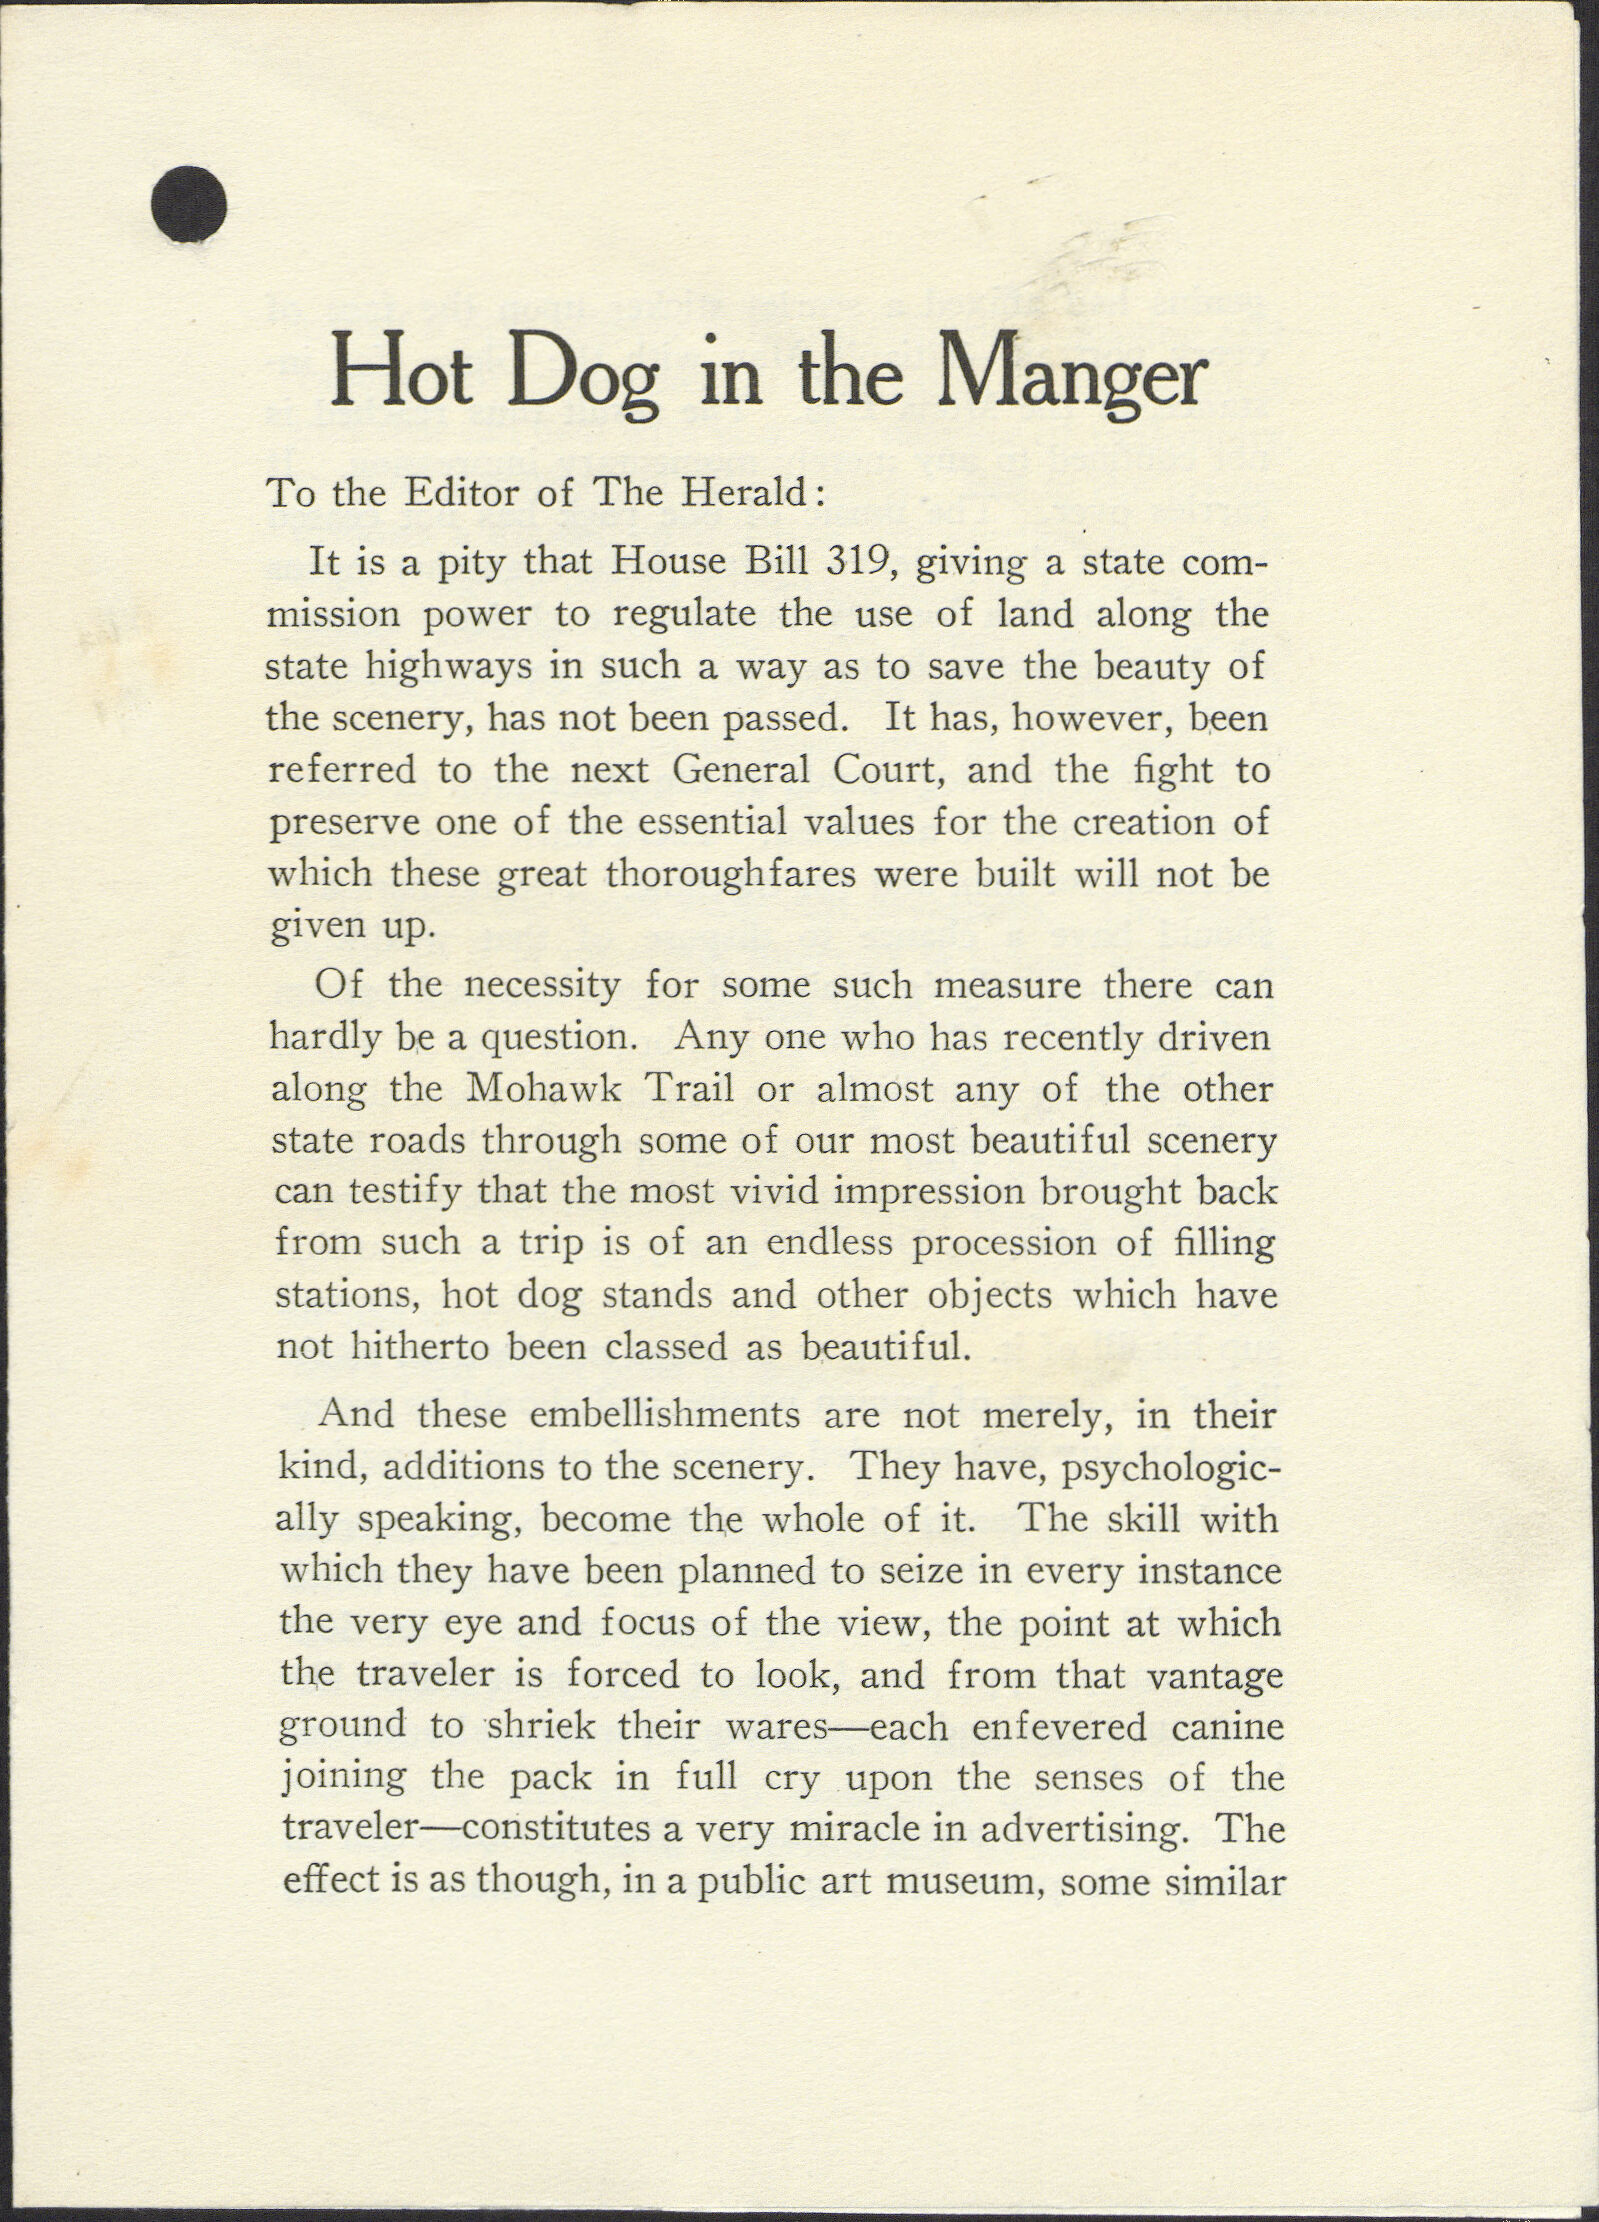 Hot Dog in the Manger
To the Editor of The Herald:
It is a pity that House Bill 319, giving a state com-
mission power to regulate the use of land along the
state highways in such a way as to save the beauty of
the scenery, has not been passed. It has, however, been
referred to the next General Court, and the fight to
preserve one of the essential values for the creation of
which these great thoroughfares were built will not be
given up.
Of the necessity for some such measure there can
hardly be a question. Any one who has recently driven
along the Mohawk Trail or almost any of the other
state roads through some of our most beautiful scenery
can testify that the most vivid impression brought back
from such a trip is of an endless procession of filling
stations, hot dog stands and other objects which have
not hitherto been classed as beautiful.
And these embellishments are not merely, in their
kind, additions to the scenery. They have, psychologic-
ally speaking, become the whole of it. The skill with
which they have been planned to seize in every instance
the very eye and focus of the view, the point at which
the traveler is forced to look, and from that vantage
ground to shriek their wares—each enfevered canine
joining the pack in full cry upon the senses of the
traveler—constitutes a very miracle in advertising. The
effect is as though, in a public art museum, some similar